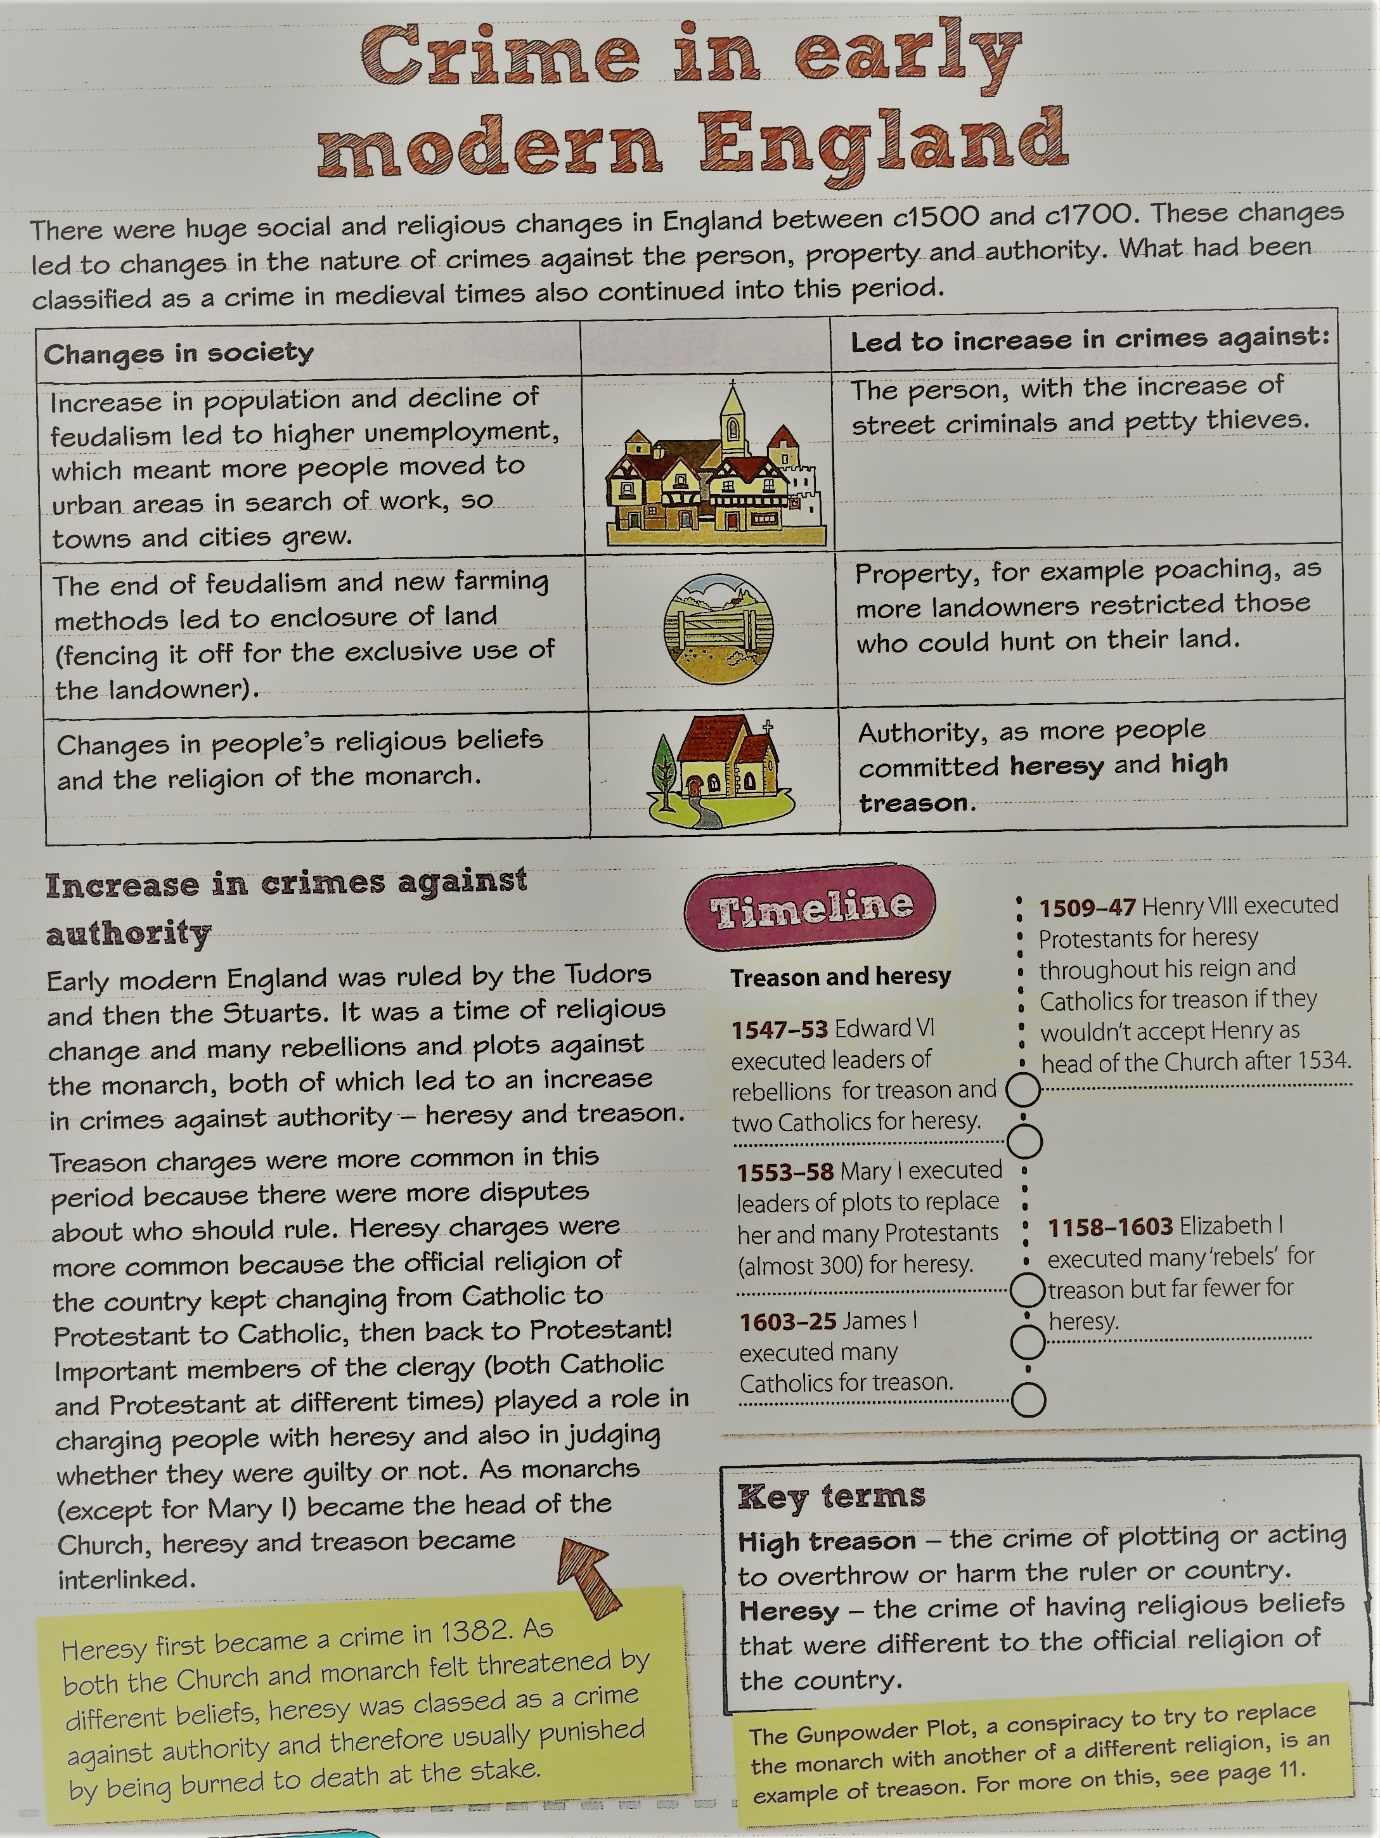 Crime in early
modern England
There were huge social and religious changes in England between c1500 and c1700. These changes
led to changes in the nature of crimes against the person, property and authority. What had been
classified as a crime in medieval times also continued into this period.
Changes in society
Led to increase in crimes against:
Increase in population and decline of
feudalism led to higher unemployment,
which meant more people moved to
urban areas in search of work, so
towns and cities grew.
The person, with the increase of
street criminals and petty thieves.
The end of feudalism and new farming
methods led to enclosure of land
(fencing it off for the exclusive use of
the landowner).
Property, for example poaching, as
more landowners restricted those
who could hunt on their land.
Changes in people's religious beliefs
and the religion of the monarch.
Authority, as more people
committed heresy and high
treason.
Increase in crimes against
authority
Early modern England was ruled by the Tudors
and then the Stuarts. It was a time of religious
change and many rebellions and plots against
the monarch, both of which led to an increase
in crimes against authority – heresy and treason.
Treason charges were more common in this
period because there were more disputes
about who should rule. Heresy charges were
more common because the official religion of
the country kept changing from Catholic to
Protestant to Catholic, then back to Protestant!
Important members of the clergy (both Catholic
and Protestant at different times) played a role in
charging people with heresy and also in judging
whether they were guilty or not. As monarchs
(except for Mary I) became the head of the
Church, heresy and treason became
interlinked.
Heresy first became a crime in 1382. As
both the Church and monarch felt threatened by
different beliefs, heresy was classed as a crime
against authority and therefore usually punished
by being burned to death at the stake.
Timeline
Treason and heresy
1509–47 Henry VIII executed
Protestants for heresy
throughout his reign and
Catholics for treason if they
wouldn't accept Henry as
head of the Church after 1534.
1547–53 Edward VI
executed leaders of
rebellions for treason and
two Catholics for heresy.
1553–58 Mary I executed
leaders of plots to replace
her and many Protestants
(almost 300) for heresy.
1158–1603 Elizabeth I
executed many 'rebels' for
treason but far fewer for
heresy.
1603–25 James I
executed many
Catholics for treason.
Key terms
High treason – the crime of plotting or acting
to overthrow or harm the ruler or country.
Heresy – the crime of having religious beliefs
that were different to the official religion of
the country.
The Gunpowder Plot, a conspiracy to try to replace
the monarch with another of a different religion, is an
example of treason. For more on this, see page 11.